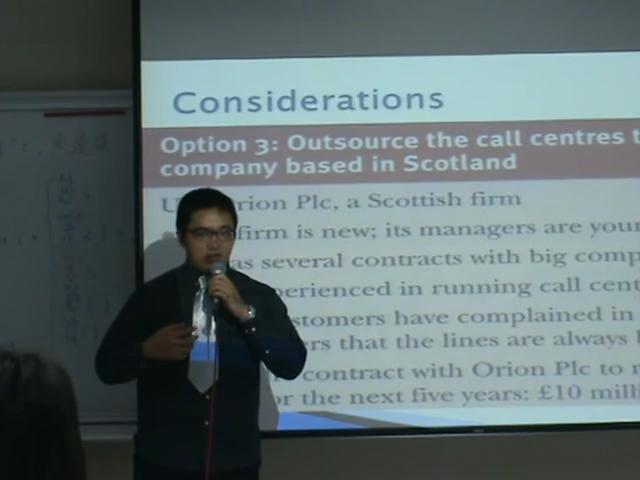 Considerations
Option 3: Outsource the call centres t
company based in Scotland
U rion Plc, a Scottish firm
firm is new; its managers are your
as several contracts with big comp
perienced in running call cent
stomers have complained in
ers that the lines are always
contract with Orion Plc to r
or the next five years: £10 milli